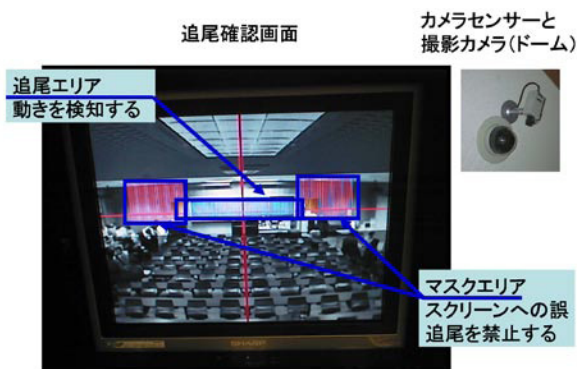 追尾確認画面
カメラセンサーと
撮影カメラ(ドーム)
追尾エリア
動きを検知する
マスクエリア
スクリーンへの誤
追尾を禁止する
SHARP